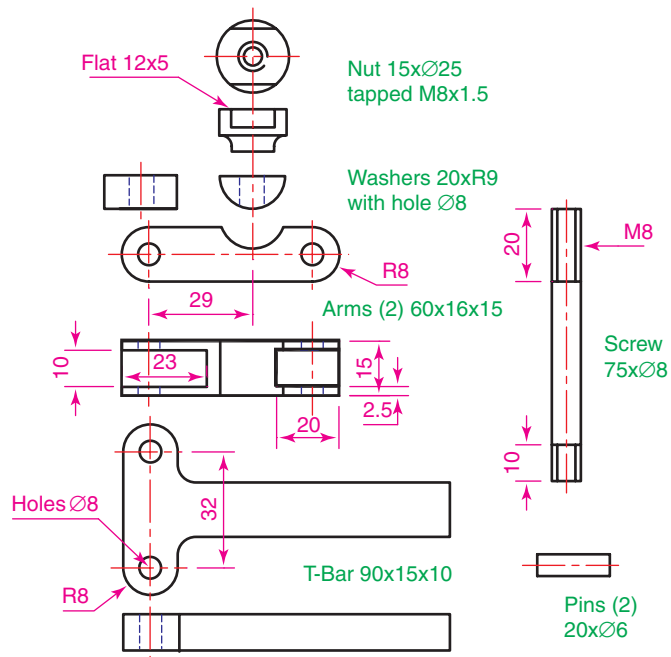 Flat 12x5
Nut 15x∅25
tapped M8x1.5
Washers 20xR9
with hole ∅8
20
M8
R8
29
Arms (2) 60x16x15
10
23
15
Screow
75x∅8
2.5
20
10
Holes ∅8
32
R8
T-Bar 90x15x10
Pins (2)
20x∅6